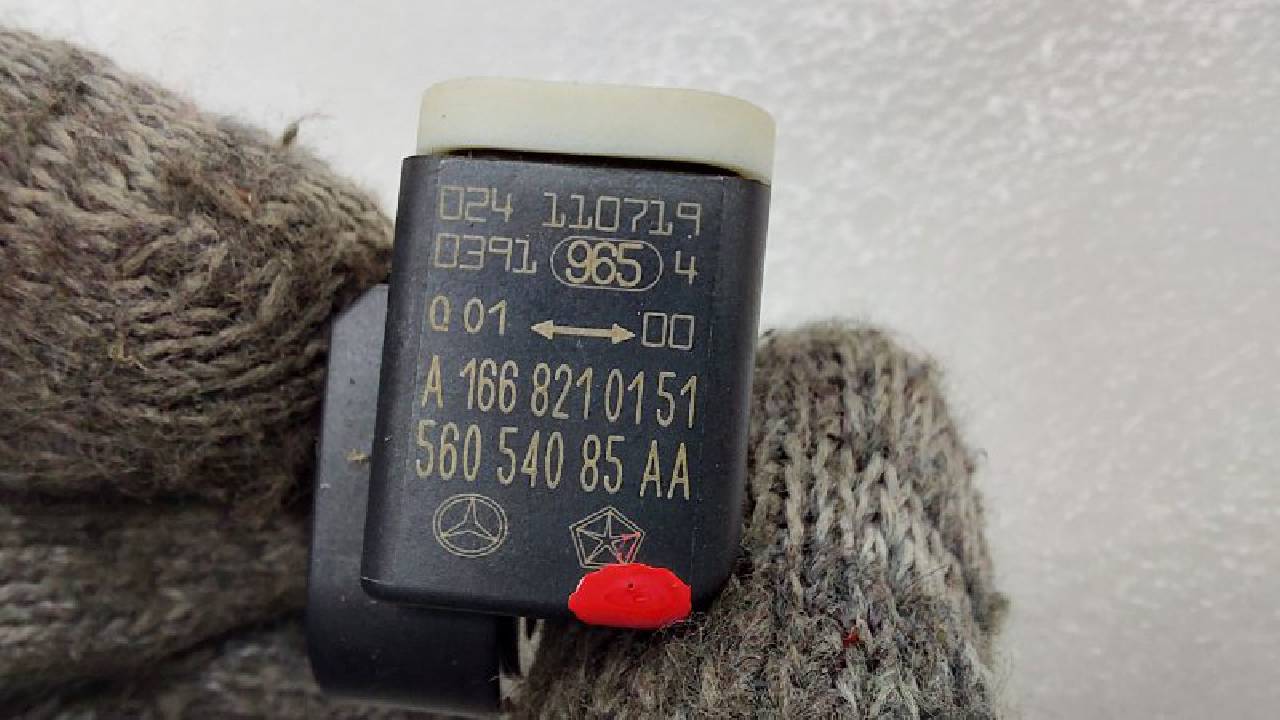 024 110719
0391 965 4
Q 01 ↔ 00
A 166 821 01 51
560 540 85 AA